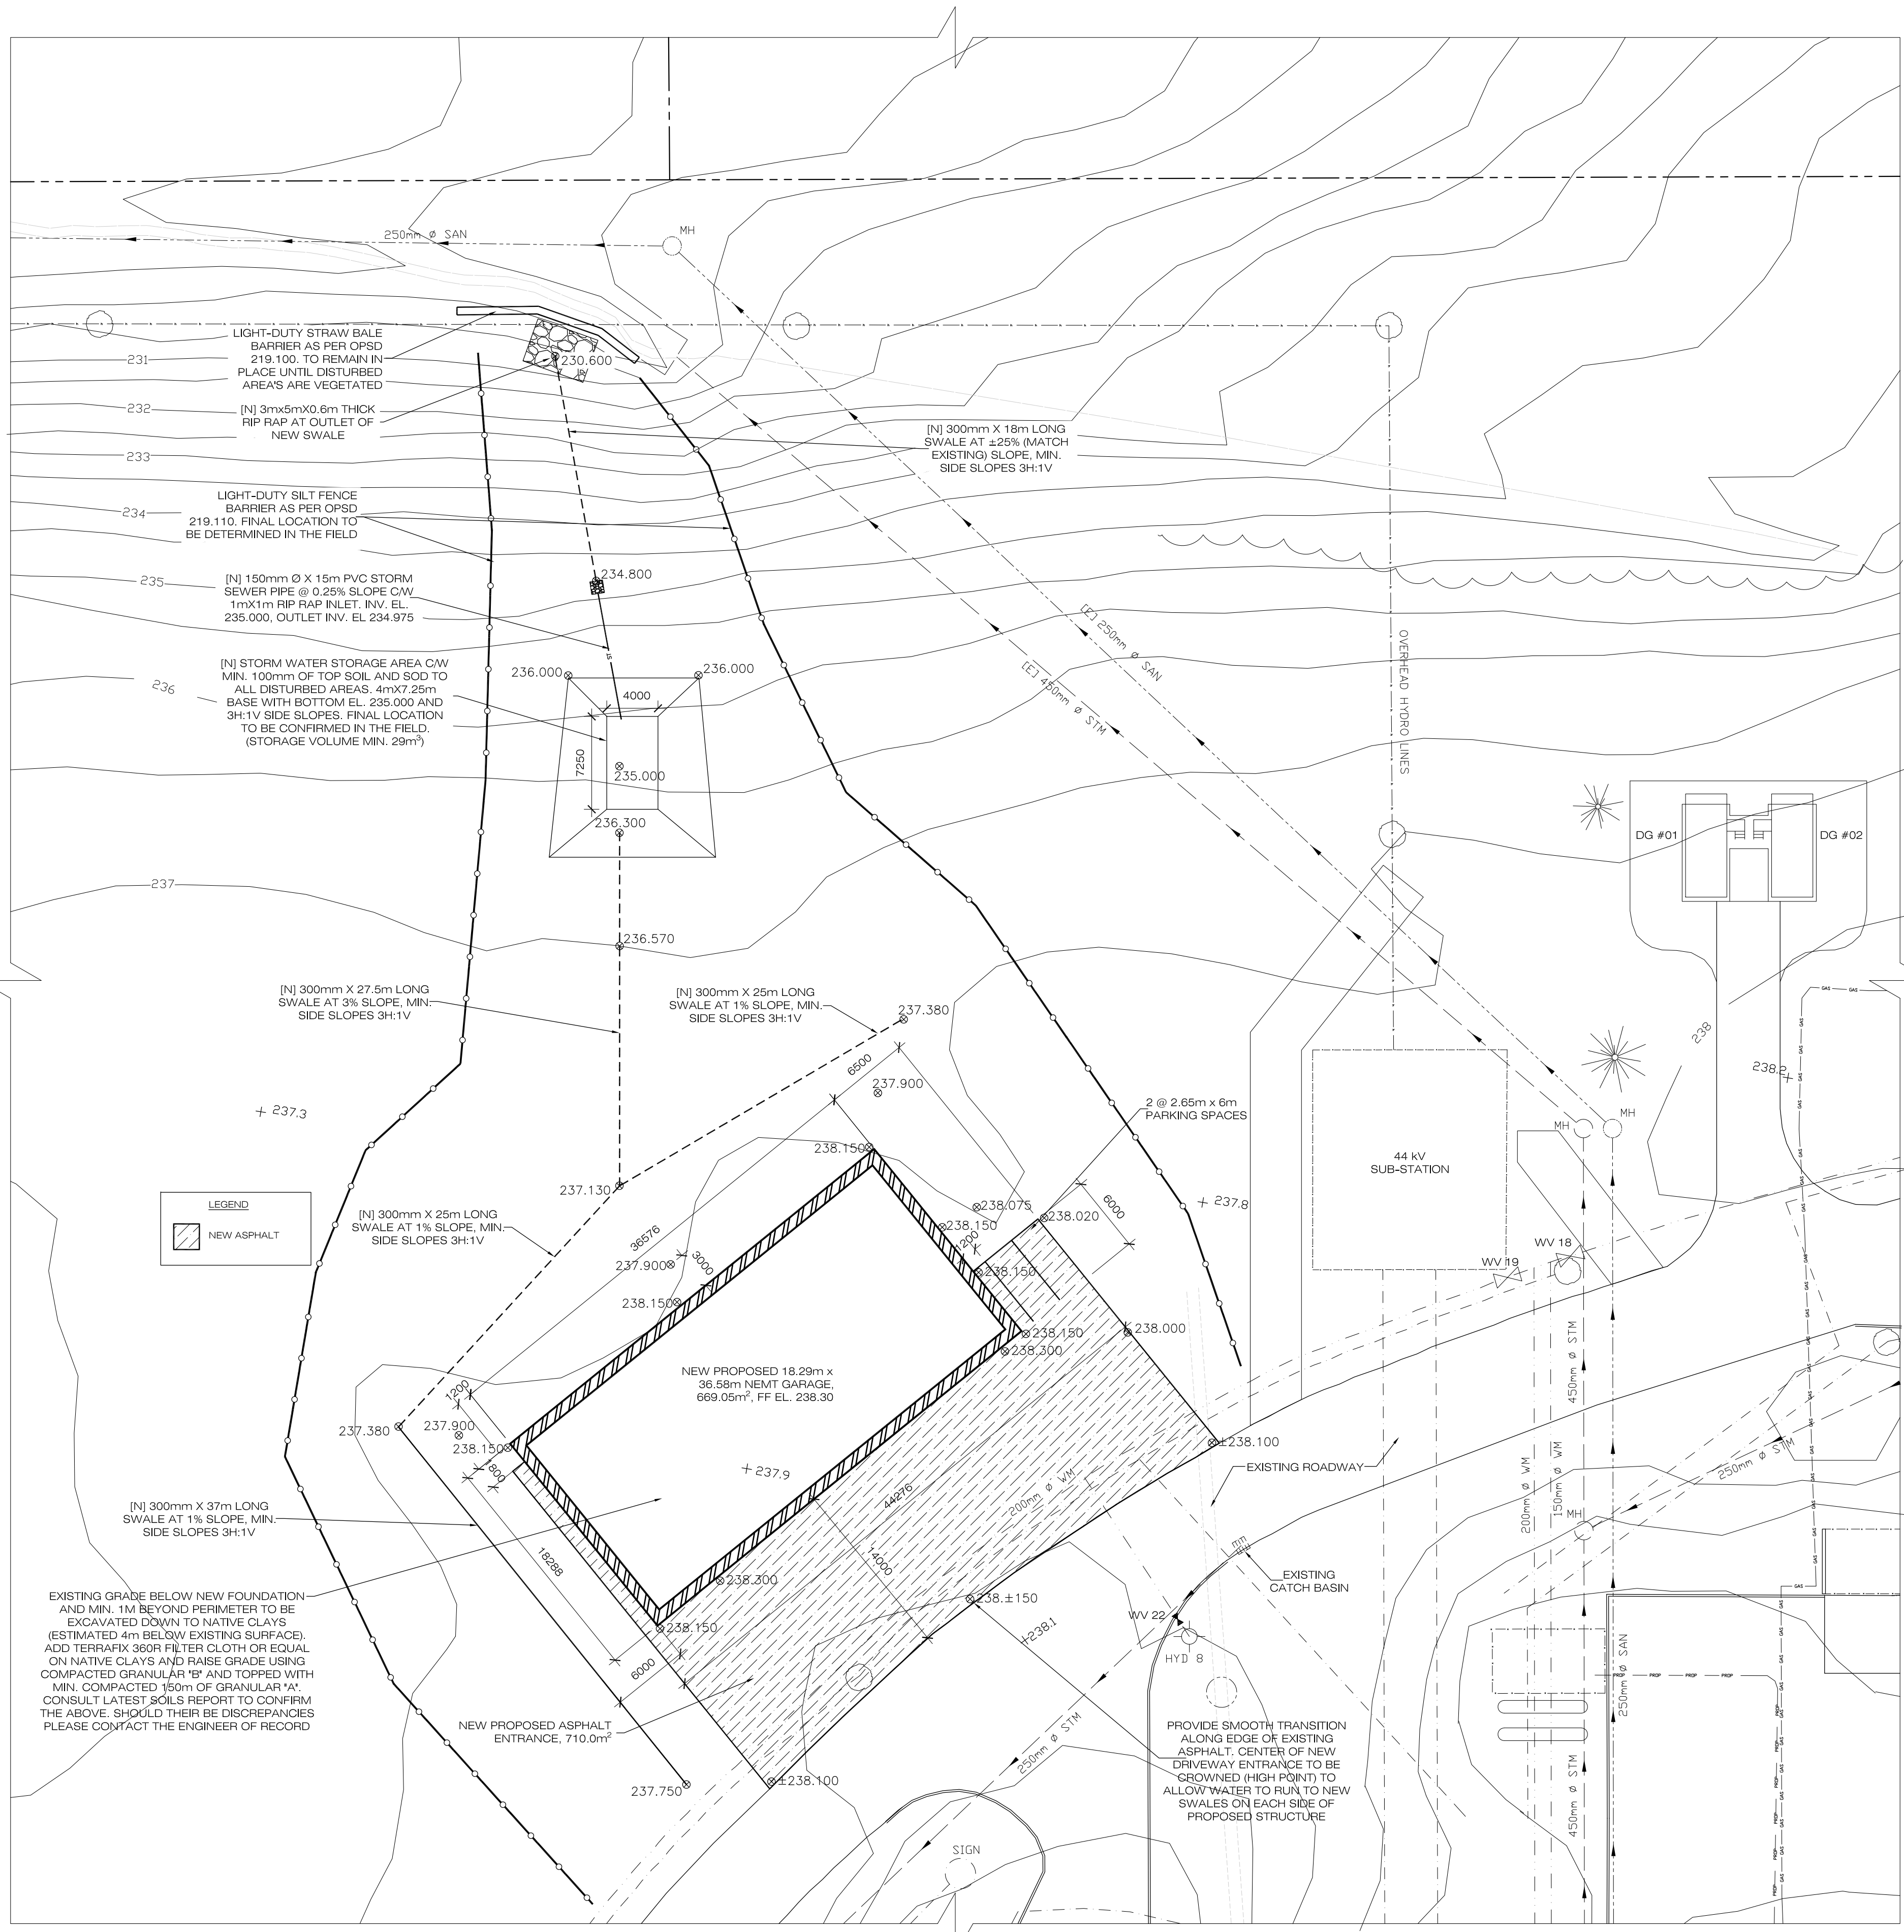 250mm Ø SAN
MH
LIGHT-DUTY STRAW BALE
BARRIER AS PER OPSD
219.100. TO REMAIN IN
PLACE UNTIL DISTURBED
AREA'S ARE VEGETATED
230.600
231
232
[N] 3mx5mX0.6m THICK
RIP RAP AT OUTLET OF
NEW SWALE
233
[N] 300mm X 18m LONG
SWALE AT ±25% (MATCH
EXISTING) SLOPE, MIN.
SIDE SLOPES 3H:1V
234
LIGHT-DUTY SILT FENCE
BARRIER AS PER OPSD
219.110. FINAL LOCATION TO
BE DETERMINED IN THE FIELD
235
[N] 150mm Ø X 15m PVC STORM
SEWER PIPE @ 0.25% SLOPE C/W
1mX1m RIP RAP INLET. INV. EL.
235.000, OUTLET INV. EL 234.975
234.800
[E] 250mm Ø SAN
[E] 450mm Ø STM
OVERHEAD HYDRO LINES
236
[N] STORM WATER STORAGE AREA C/W
MIN. 100mm OF TOP SOIL AND SOD TO
ALL DISTURBED AREAS. 4mX7.25m
BASE WITH BOTTOM EL. 235.000 AND
3H:1V SIDE SLOPES. FINAL LOCATION
TO BE CONFIRMED IN THE FIELD.
(STORAGE VOLUME MIN. 29m³)
15
236.000
236.000
4000
7250
235.000
236.300
DG #01
DG #02
237
236.570
[N] 300mm X 27.5m LONG
SWALE AT 3% SLOPE, MIN.
SIDE SLOPES 3H:1V
[N] 300mm X 25m LONG
SWALE AT 1% SLOPE, MIN.
SIDE SLOPES 3H:1V
237.380
6500
237.900
GAS GAS
GAS
GAS
238
238.2
237.3
2 @ 2.65m x 6m
PARKING SPACES
MH
MH
44 kV
SUB-STATION
238.150
237.130
LEGEND
NEW ASPHALT
[N] 300mm X 25m LONG
SWALE AT 1% SLOPE, MIN.
SIDE SLOPES 3H:1V
36576
3000
237.900
238.150
238.075
238.150
1200
238.020
6000
237.8
238.150
238.150
238.300
238.000
WV 19
WV 18
NEW PROPOSED 18.29m x
36.58m NEMT GARAGE,
669.05m², FF EL. 238.30
1200
237.380
237.900
238.150
1800
237.9
±238.100
EXISTING ROADWAY
450mm Ø STM
250mm Ø STM
200mm Ø WM
150mm Ø WM
200mm Ø WM
44276
14000
[N] 300mm X 37m LONG
SWALE AT 1% SLOPE, MIN.
SIDE SLOPES 3H:1V
18288
MH
EXISTING
CATCH BASIN
EXISTING GRADE BELOW NEW FOUNDATION
AND MIN. 1M BEYOND PERIMETER TO BE
EXCAVATED DOWN TO NATIVE CLAYS
(ESTIMATED 4m BELOW EXISTING SURFACE).
ADD TERRAFIX 360R FILTER CLOTH OR EQUAL
ON NATIVE CLAYS AND RAISE GRADE USING
COMPACTED GRANULAR "B" AND TOPPED WITH
MIN. COMPACTED 150m OF GRANULAR "A".
CONSULT LATEST SOILS REPORT TO CONFIRM
THE ABOVE. SHOULD THEIR BE DISCREPANCIES
PLEASE CONTACT THE ENGINEER OF RECORD
238.300
238.150
6000
238.±150
238.1
WV 22
HYD 8
PROP PROP PROP PROP
250mm Ø SAN
450mm Ø STM
NEW PROPOSED ASPHALT
ENTRANCE, 710.0m²
237.750
±238.100
250mm Ø STM
PROVIDE SMOOTH TRANSITION
ALONG EDGE OF EXISTING
ASPHALT. CENTER OF NEW
DRIVEWAY ENTRANCE TO BE
CROWNED (HIGH POINT) TO
ALLOW WATER TO RUN TO NEW
SWALES ON EACH SIDE OF
PROPOSED STRUCTURE
SIGN